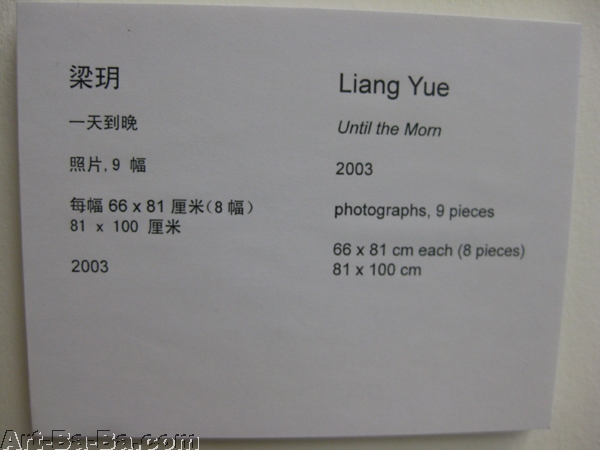 梁玥
一天到晚
照片, 9 幅
每幅 66 x 81 厘米(8 幅)
81 x 100 厘米
2003
Liang Yue
Until the Morn
2003
photographs, 9 pieces
66 x 81 cm each (8 pieces)
81 x 100 cm
Art-Ba-Ba.com